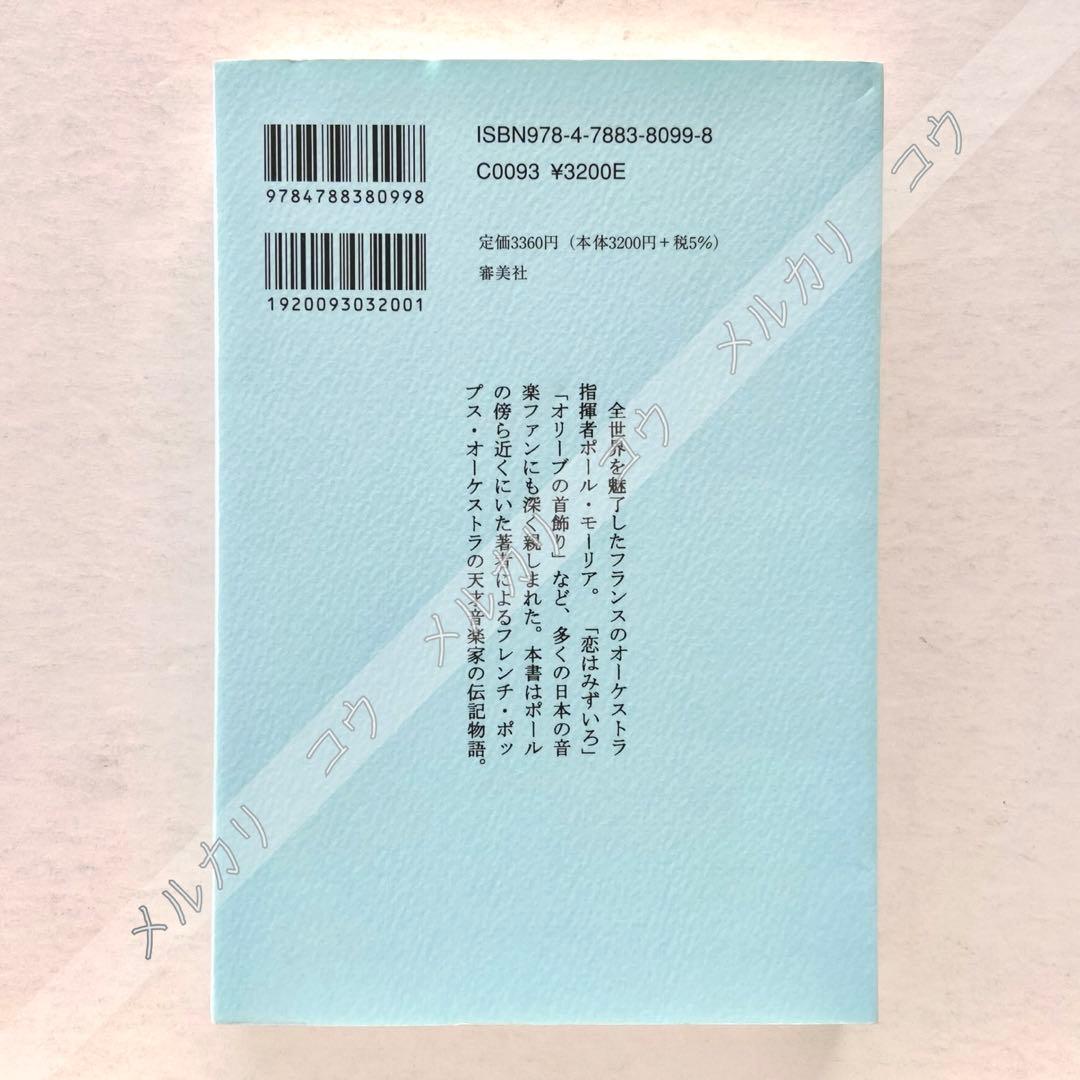 ISBN978-4-7883-8099-8
C0093 ¥3200E
9784788380998
定価3360円（本体3200円＋税5%）
審美社
1920093032001
全世界を魅了したフランスのオーケストラ
指揮者ポール・モーリア。「恋はみずいろ」
「オリーブの首飾り」など、多くの日本の音
楽ファンにも深く親しまれた。本書はポール
の傍ら近くにいた著者によるフレンチ・ポッ
プス・オーケストラの天才音楽家の伝記物語。
メルカリ コウ メルカリ コウ メルカリ コウ